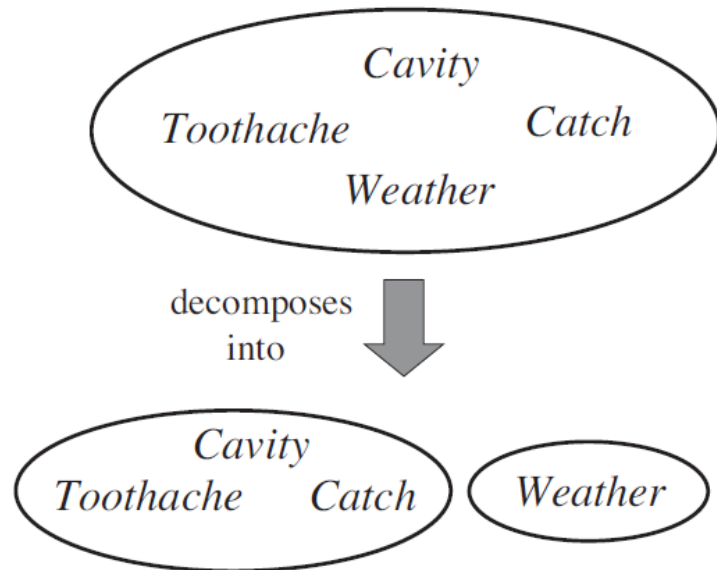 Cavity
Toothache Catch
Weather
decomposes
into
Cavity
Toothache Catch Weather